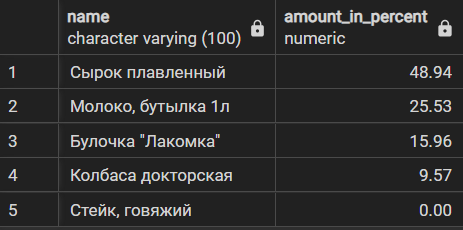 name amount_in_percent
character varying (100) numeric
1 Сырок плавленный 48.94
2 Молоко, бутылка 1л 25.53
3 Булочка "Лакомка" 15.96
4 Колбаса докторская 9.57
5 Стейк, говяжий 0.00